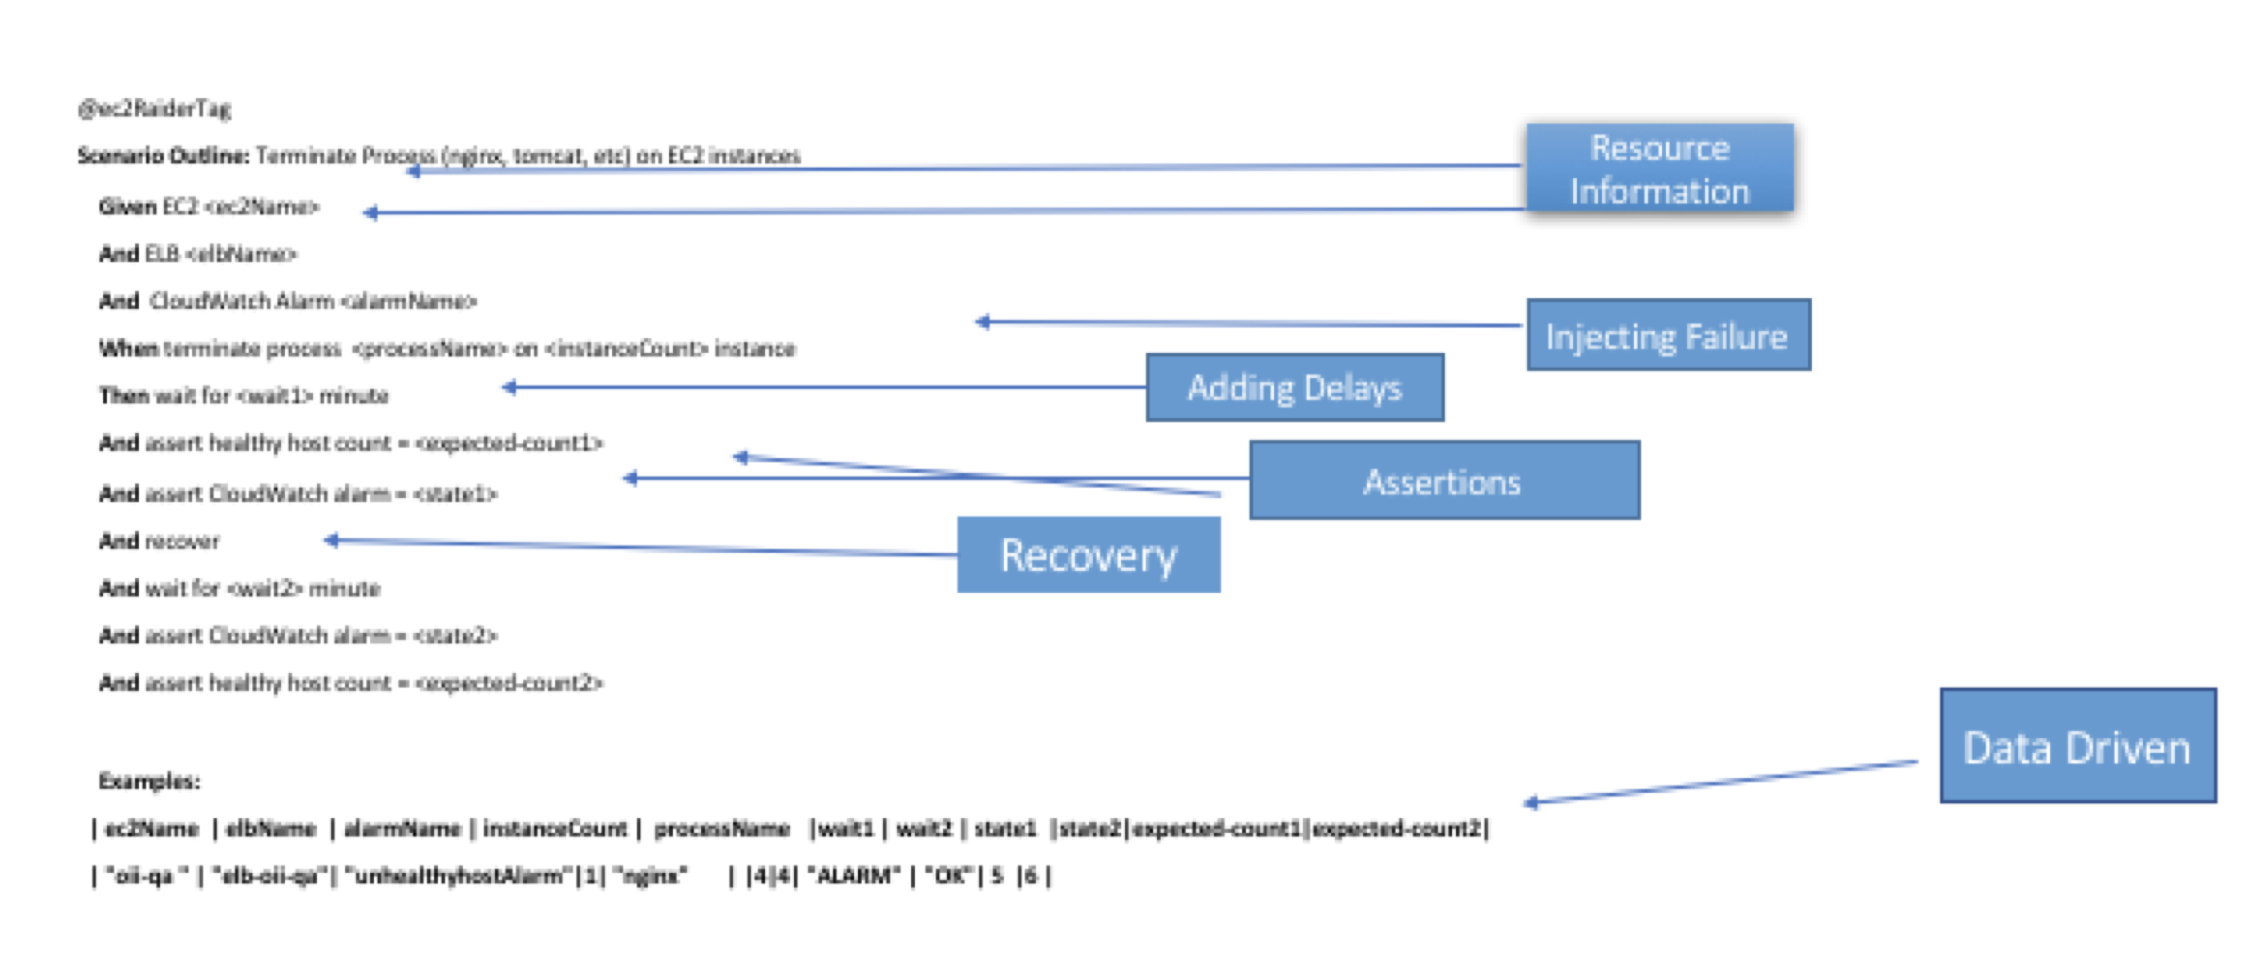 @ec2RaiderTag
Scenario Outline: Terminate Process (nginx, tomcat, etc) on EC2 instances
Given EC2 <ec2Name>
And ELB <elbName>
And CloudWatch Alarm <alarmName>
When terminate process <processName> on <instanceCount> instance
Then wait for <wait1> minute
And assert healthy host count = <expected-count1>
And assert CloudWatch alarm = <state1>
And recover
And wait for <wait2> minute
And assert CloudWatch alarm = <state2>
And assert healthy host count = <expected-count2>
Examples:
| ec2Name | elbName | alarmName | instanceCount | processName |wait1 | wait2 | state1 |state2|expected-count1|expected-count2|
| "oii-qa " | "elb-oii-qa"| "unhealthyhostAlarm"|1| "nginx" | |4|4| "ALARM" | "OK"| 5 |6 |
Resource
Information
Injecting Failure
Adding Delays
Assertions
Recovery
Data Driven